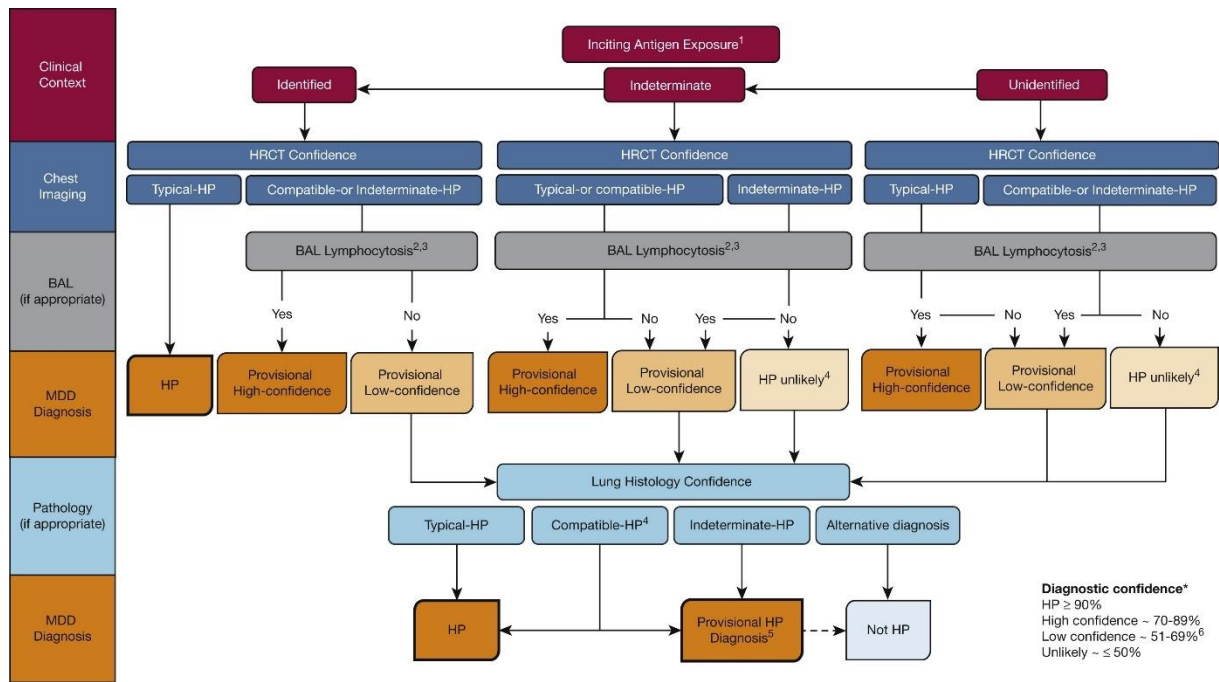 Clinical
Context
Inciting Antigen Exposure1
Identified
Indeterminate
Unidentified
Chest
Imaging
HRCT Confidence
HRCT Confidence
HRCT Confidence
Typical-HP
Compatible-or Indeterminate-HP
Typical-or compatible-HP
Indeterminate-HP
Typical-HP
Compatible-or Indeterminate-HP
BAL
(if appropriate)
BAL Lymphocytosis2,3
BAL Lymphocytosis2,3
BAL Lymphocytosis2,3
Yes
No
Yes
No
Yes
No
Yes
No
Yes
No
MDD
Diagnosis
HP
Provisional
High-confidence
Provisional
Low-confidence
Provisional
High-confidence
Provisional
Low-confidence
HP unlikely4
Provisional
High-confidence
Provisional
Low-confidence
HP unlikely4
Pathology
(if appropriate)
Lung Histology Confidence
Typical-HP
Compatible-HP4
Indeterminate-HP
Alternative diagnosis
MDD
Diagnosis
HP
Provisional HP
Diagnosis5
Not HP
Diagnostic confidence*
HP ≥ 90%
High confidence ~ 70-89%
Low confidence ~ 51-69%6
Unlikely ~ ≤ 50%